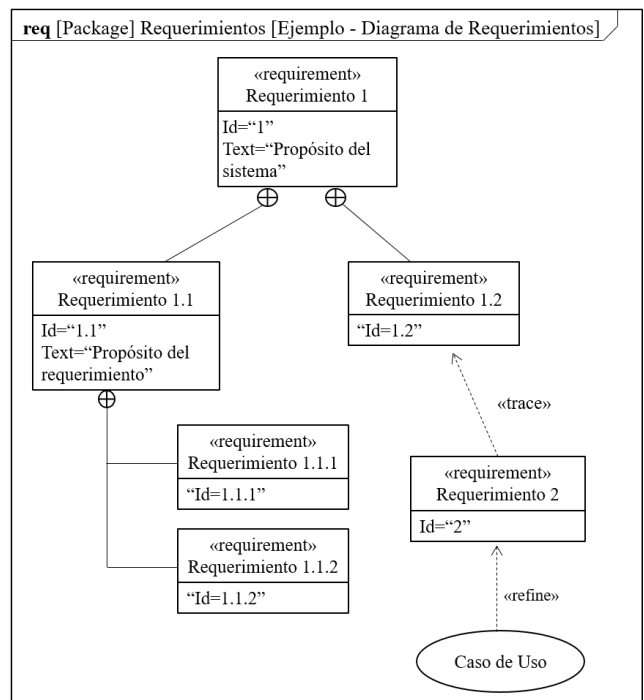 req [Package] Requerimientos [Ejemplo - Diagrama de Requerimientos]
«requirement»
Requerimiento 1
Id=“1”
Text=“Propósito del
sistema”
«requirement»
Requerimiento 1.1
Id=“1.1”
Text=“Propósito del
requerimiento”
«requirement»
Requerimiento 1.2
“Id=1.2”
«trace»
«requirement»
Requerimiento 1.1.1
“Id=1.1.1”
«requirement»
Requerimiento 2
Id=“2”
«requirement»
Requerimiento 1.1.2
“Id=1.1.2”
«refine»
Caso de Uso